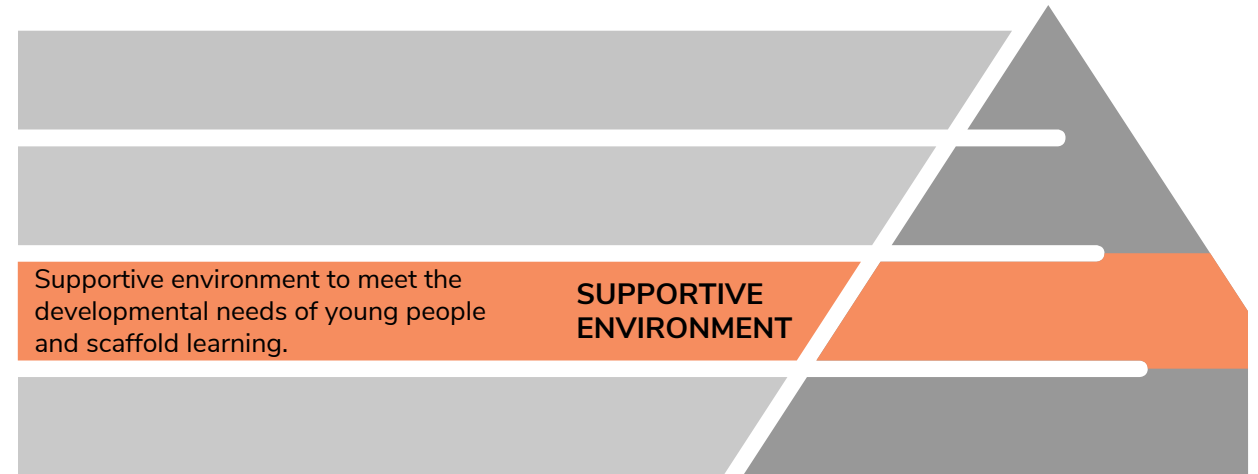 Supportive environment to meet the
developmental needs of young people
and scaffold learning.
SUPPORTIVE
ENVIRONMENT